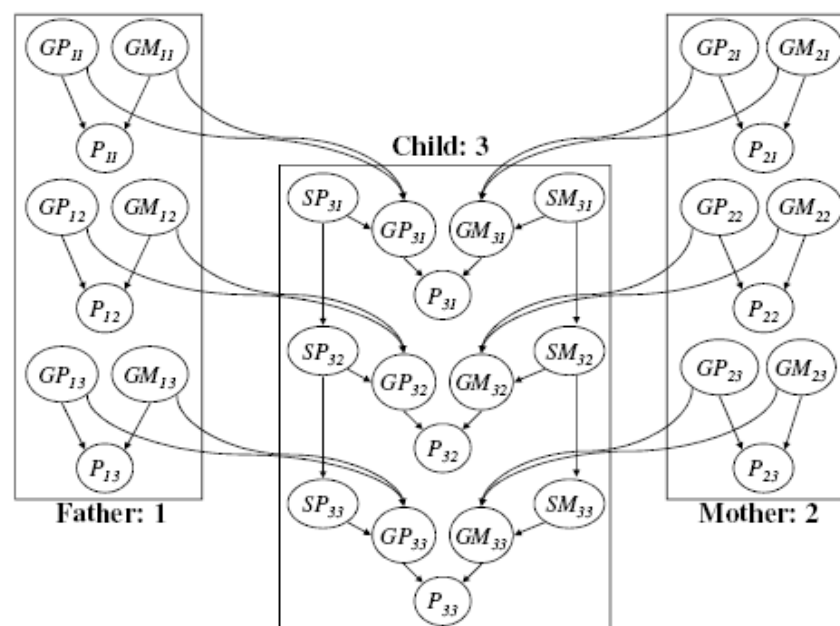 GP11 GM11 GP21 GM21
P11 P21
Child: 3
GP12 GM12 SP31 GP31 GM31 SM31 GP22 GM22
P12 P31 P22
GP13 GM13 SP32 GP32 GM32 SM32 GP23 GM23
P13 P32 P23
Father: 1 SP33 GP33 GM33 SM33 Mother: 2
P33